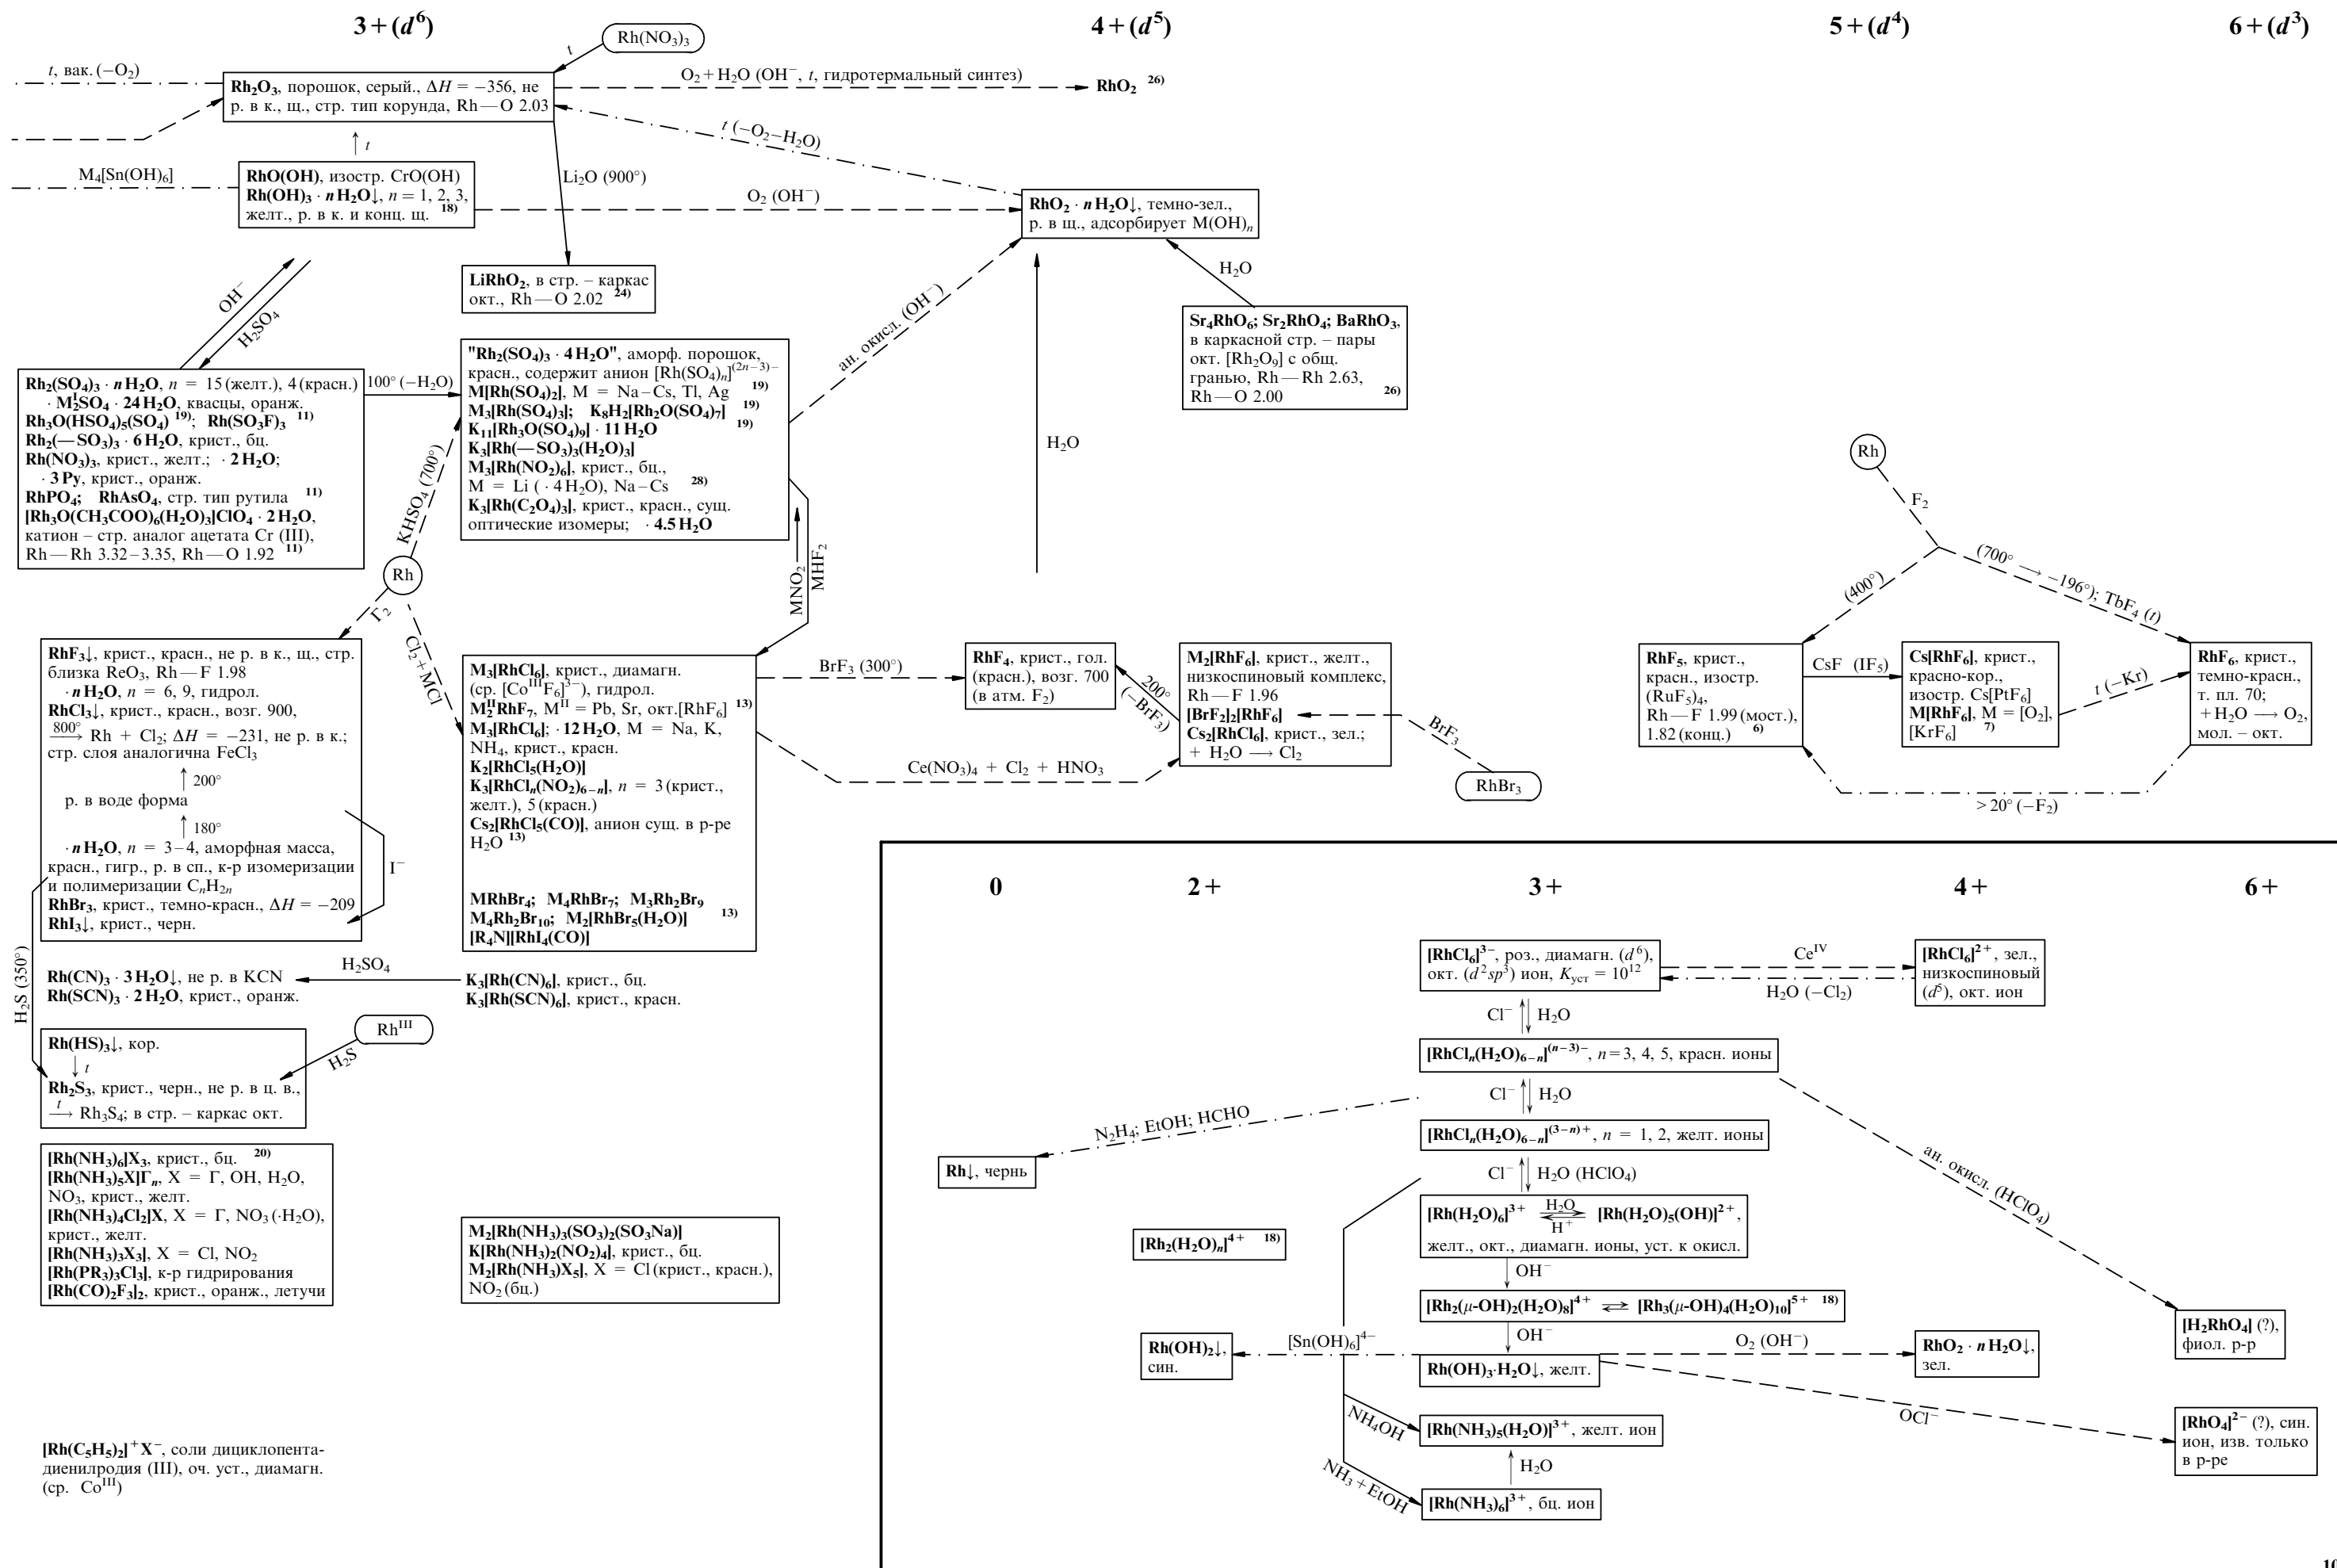 3+(d⁶)
4+(d⁵)
5+(d⁴)
6+(d³)
Rh(NO₃)₃
t
t, вак. (−O₂)
Rh₂O₃, порошок, серый., ΔH = −356, не
р. в к., щ., стр. тип корунда, Rh—O 2.03
O₂+H₂O (OH⁻, t, гидротермальный синтез)
RhO₂ ²⁶⁾
t (−O₂−H₂O)
↑ t
M₄[Sn(OH)₆]
RhO(OH), изостр. CrO(OH)
Rh(OH)₃ · nH₂O↓, n = 1, 2, 3,
желт., р. в к. и конц. щ. ¹⁸⁾
Li₂O (900°)
O₂ (OH⁻)
RhO₂ · nH₂O↓, темно-зел.,
р. в щ., адсорбирует M(OH)ₙ
OH⁻
H₂SO₄
LiRhO₂, в стр. – каркас
окт., Rh—O 2.02 ²⁴⁾
ан. окисл. (OH⁻)
H₂O
Sr₄RhO₆; Sr₂RhO₄; BaRhO₃,
в каркасной стр. – пары
окт. [Rh₂O₉] с общ.
гранью, Rh—Rh 2.63,
Rh—O 2.00 ²⁶⁾
H₂O
Rh₂(SO₄)₃ · nH₂O, n = 15(желт.), 4(красн.)
· M₂ᴵSO₄ · 24H₂O, квасцы, оранж.
Rh₃O(HSO₄)₅(SO₄) ¹⁹⁾; Rh(SO₃F)₃ ¹¹⁾
Rh₂(—SO₃)₃ · 6H₂O, крист., бц.
Rh(NO₃)₃, крист., желт.; · 2H₂O;
· 3Py, крист., оранж.
RhPO₄; RhAsO₄, стр. тип рутила ¹¹⁾
[Rh₃O(CH₃COO)₆(H₂O)₃]ClO₄ · 2H₂O,
катион – стр. аналог ацетата Cr (III),
Rh—Rh 3.32–3.35, Rh—O 1.92 ¹¹⁾
100° (−H₂O)
"Rh₂(SO₄)₃ · 4H₂O", аморф. порошок,
красн., содержит анион [Rh(SO₄)ₙ]⁽²ⁿ⁻³⁾⁻
M[Rh(SO₄)₂], M = Na–Cs, Tl, Ag ¹⁹⁾
M₃[Rh(SO₄)₃]; K₈H₂[Rh₂O(SO₄)₇] ¹⁹⁾
K₁₁[Rh₃O(SO₄)₉] · 11H₂O ¹⁹⁾
K₃[Rh(—SO₃)₃(H₂O)₃]
M₃[Rh(NO₂)₆], крист., бц.,
M = Li ( · 4H₂O), Na–Cs ²⁸⁾
K₃[Rh(C₂O₄)₃], крист., красн., сущ.
оптические изомеры; · 4.5H₂O
KHSO₄ (700°)
Rh
Г₂
Cl₂+MCl
MNO₂
MHF₂
Rh
F₂
(400°)
(700° ⟶ −196°); TbF₄ (t)
RhF₃↓, крист., красн., не р. в к., щ., стр.
близка ReO₃, Rh—F 1.98
· nH₂O, n = 6, 9, гидрол.
RhCl₃↓, крист., красн., возг. 900,
800°⟶ Rh + Cl₂; ΔH = −231, не р. в к.;
стр. слоя аналогична FeCl₃
↑ 200°
р. в воде форма
↑ 180°
· nH₂O, n = 3–4, аморфная масса,
красн., гигр., р. в сп., к-р изомеризации
и полимеризации CₙH₂ₙ
RhBr₃, крист., темно-красн., ΔH = −209
RhI₃↓, крист., черн.
I⁻
H₂S (350°)
M₃[RhCl₆], крист., диамагн.
(ср. [CoᴵᴵᴵF₆]³⁻), гидрол.
M₂ᴵᴵRhF₇, Mᴵᴵ = Pb, Sr, окт.[RhF₆] ¹³⁾
M₃[RhCl₆]; · 12H₂O, M = Na, K,
NH₄, крист., красн.
K₂[RhCl₅(H₂O)]
K₃[RhClₙ(NO₂)₆₋ₙ], n = 3(крист.,
желт.), 5(красн.)
Cs₂[RhCl₅(CO)], анион сущ. в р-ре
H₂O ¹³⁾
MRhBr₄; M₄RhBr₇; M₃Rh₂Br₉
M₄Rh₂Br₁₀; M₂[RhBr₅(H₂O)] ¹³⁾
[R₄N][RhI₄(CO)]
BrF₃ (300°)
Ce(NO₃)₄ + Cl₂ + HNO₃
RhF₄, крист., гол.
(красн.), возг. 700
(в атм. F₂)
200°
(−BrF₃)
M₂[RhF₆], крист., желт.,
низкоспиновый комплекс,
Rh—F 1.96
[BrF₂]₂[RhF₆]
Cs₂[RhCl₆], крист., зел.;
+ H₂O ⟶ Cl₂
BrF₃
RhBr₃
RhF₅, крист.,
красн., изостр.
(RuF₅)₄,
Rh—F 1.99(мост.),
1.82(конц.) ⁶⁾
CsF (IF₅)
Cs[RhF₆], крист.,
красно-кор.,
изостр. Cs[PtF₆]
M[RhF₆], M = [O₂],
[KrF₆] ⁷⁾
t (−Kr)
RhF₆, крист.,
темно-красн.,
т. пл. 70;
+H₂O ⟶ O₂,
мол. – окт.
>20° (−F₂)
Rh(CN)₃ · 3H₂O↓, не р. в KCN
Rh(SCN)₃ · 2H₂O, крист., оранж.
H₂SO₄
K₃[Rh(CN)₆], крист., бц.
K₃[Rh(SCN)₆], крист., красн.
Rhᴵᴵᴵ
H₂S
Rh(HS)₃↓, кор.
↓ t
Rh₂S₃, крист., черн., не р. в ц. в.,
t⟶ Rh₃S₄; в стр. – каркас окт.
[Rh(NH₃)₆]X₃, крист., бц. ²⁰⁾
[Rh(NH₃)₅X]Гₙ, X = Г, OH, H₂O,
NO₃, крист., желт.
[Rh(NH₃)₄Cl₂]X, X = Г, NO₃(·H₂O),
крист., желт.
[Rh(NH₃)₃X₃], X = Cl, NO₂
[Rh(PR₃)₃Cl₃], к-р гидрирования
[Rh(CO)₂F₃]₂, крист., оранж., летучи
M₂[Rh(NH₃)₃(SO₃)₂(SO₃Na)]
K[Rh(NH₃)₂(NO₂)₄], крист., бц.
M₂[Rh(NH₃)X₅], X = Cl(крист., красн.),
NO₂(бц.)
[Rh(C₅H₅)₂]⁺X⁻, соли дициклопента-
диенилродия (III), оч. уст., диамагн.
(ср. Coᴵᴵᴵ)
0
2+
3+
4+
6+
[RhCl₆]³⁻, роз., диамагн. (d⁶),
окт. (d²sp³) ион, Kуст = 10¹²
Ceᴵⱽ
H₂O (−Cl₂)
[RhCl₆]²⁺, зел.,
низкоспиновый
(d⁵), окт. ион
Cl⁻ ⇅ H₂O
[RhClₙ(H₂O)₆₋ₙ]⁽ⁿ⁻³⁾⁻, n=3, 4, 5, красн. ионы
Cl⁻ ⇅ H₂O
N₂H₄; EtOH; HCHO
[RhClₙ(H₂O)₆₋ₙ]⁽³⁻ⁿ⁾⁺, n = 1, 2, желт. ионы
Rh↓, чернь
Cl⁻ ⇅ H₂O (HClO₄)
ан. окисл. (HClO₄)
[Rh(H₂O)₆]³⁺ H₂O⇌H⁺ [Rh(H₂O)₅(OH)]²⁺,
желт., окт., диамагн. ионы, уст. к окисл.
[Rh₂(H₂O)ₙ]⁴⁺ ¹⁸⁾
↓ OH⁻
[Rh₂(μ-OH)₂(H₂O)₈]⁴⁺ ⇌ [Rh₃(μ-OH)₄(H₂O)₁₀]⁵⁺ ¹⁸⁾
↓ OH⁻
Rh(OH)₂↓,
син.
[Sn(OH)₆]⁴⁻
Rh(OH)₃·H₂O↓, желт.
O₂ (OH⁻)
RhO₂ · nH₂O↓,
зел.
[H₂RhO₄] (?),
фиол. р-р
OCl⁻
NH₄OH
[Rh(NH₃)₅(H₂O)]³⁺, желт. ион
[RhO₄]²⁻ (?), син.
ион, изв. только
в р-ре
↑ H₂O
NH₃+EtOH
[Rh(NH₃)₆]³⁺, бц. ион